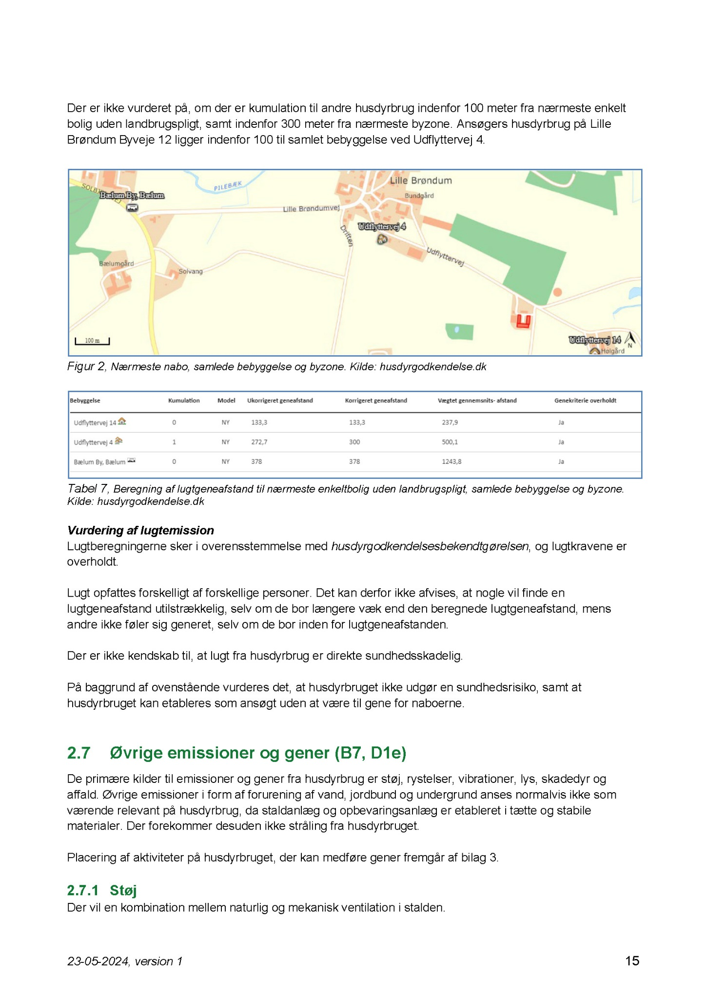 Der er ikke vurderet på, om der er kumulation til andre husdyrbrug indenfor 100 meter fra nærmeste enkelt
bolig uden landbrugspligt, samt indenfor 300 meter fra nærmeste byzone. Ansøgers husdyrbrug på Lille
Brøndum Byveje 12 ligger indenfor 100 til samlet bebyggelse ved Udflyttervej 4.
Lille Brøndum
PILEBÆK
Bælum By, Bælum
Bundgård
Lille Brøndumvej
Udflyttervej 4
Driften
Udflyttervej
Bælumgård
Solvang
100 m
Udflyttervej 14
N
Holgård
Figur 2, Nærmeste nabo, samlede bebyggelse og byzone. Kilde: husdyrgodkendelse.dk
Bebyggelse Kumulation Model Ukorrigeret geneafstand Korrigeret geneafstand Vægtet gennemsnits- afstand Genekriterie overholdt
Udflyttervej 14 0 NY 133,3 133,3 237,9 Ja
Udflyttervej 4 1 NY 272,7 300 500,1 Ja
Bælum By, Bælum 0 NY 378 378 1243,8 Ja
Tabel 7, Beregning af lugtgeneafstand til nærmeste enkeltbolig uden landbrugspligt, samlede bebyggelse og byzone.
Kilde: husdyrgodkendelse.dk
Vurdering af lugtemission
Lugtberegningerne sker i overensstemmelse med husdyrgodkendelsesbekendtgørelsen, og lugtkravene er
overholdt.
Lugt opfattes forskelligt af forskellige personer. Det kan derfor ikke afvises, at nogle vil finde en
lugtgeneafstand utilstrækkelig, selv om de bor længere væk end den beregnede lugtgeneafstand, mens
andre ikke føler sig generet, selv om de bor inden for lugtgeneafstanden.
Der er ikke kendskab til, at lugt fra husdyrbrug er direkte sundhedsskadelig.
På baggrund af ovenstående vurderes det, at husdyrbruget ikke udgør en sundhedsrisiko, samt at
husdyrbruget kan etableres som ansøgt uden at være til gene for naboerne.
2.7 Øvrige emissioner og gener (B7, D1e)
De primære kilder til emissioner og gener fra husdyrbrug er støj, rystelser, vibrationer, lys, skadedyr og
affald. Øvrige emissioner i form af forurening af vand, jordbund og undergrund anses normalvis ikke som
værende relevant på husdyrbrug, da staldanlæg og opbevaringsanlæg er etableret i tætte og stabile
materialer. Der forekommer desuden ikke stråling fra husdyrbruget.
Placering af aktiviteter på husdyrbruget, der kan medføre gener fremgår af bilag 3.
2.7.1 Støj
Der vil en kombination mellem naturlig og mekanisk ventilation i stalden.
23-05-2024, version 1
15